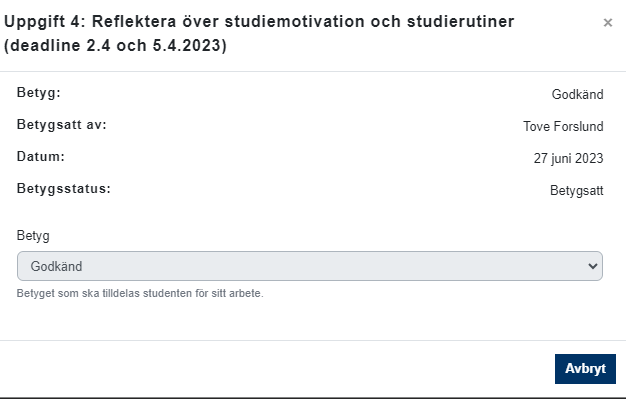 Uppgift 4: Reflektera över studiemotivation och studierutiner
(deadline 2.4 och 5.4.2023)
×
Betyg:
Godkänd
Betygsatt av:
Tove Forslund
Datum:
27 juni 2023
Betygsstatus:
Betygsatt
Betyg
Godkänd
Betyget som ska tilldelas studenten för sitt arbete.
Avbryt